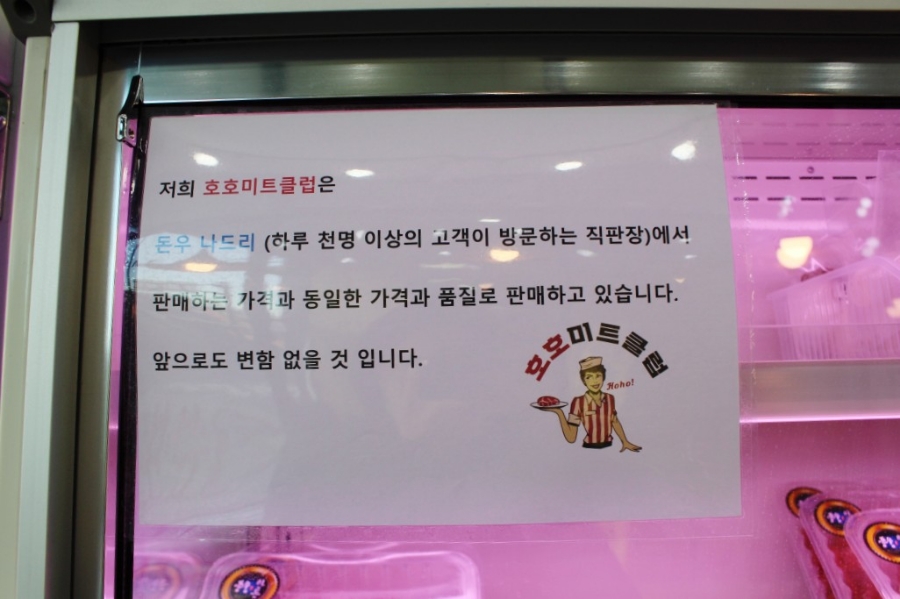 저희 호호미트클럽은
돈우 나드리 (하루 천명 이상의 고객이 방문하는 직판장)에서
판매하는 가격과 동일한 가격과 품질로 판매하고 있습니다.
앞으로도 변함 없을 것 입니다.
호호미트클럽
Hoho!